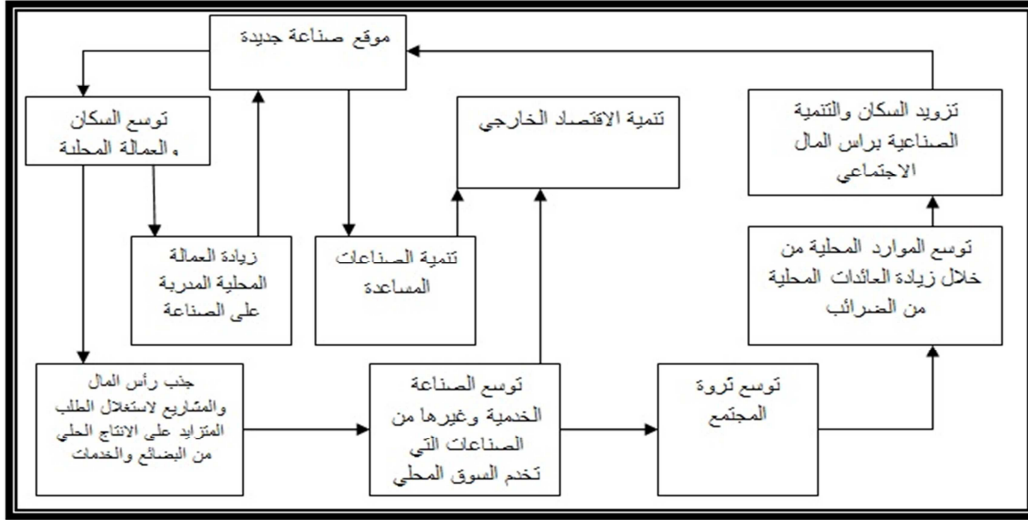 موقع صناعة جديدة
توسع السكان
والعمالة المحلية
تنمية الاقتصاد الخارجي
تزويد السكان والتنمية
الصناعية براس المال
الاجتماعي
زيادة العمالة
المحلية المدربة
على الصناعة
تنمية الصناعات
المساعدة
توسع الموارد المحلية من
خلال زيادة العائدات المحلية
من الضرائب
جذب رأس المال
والمشاريع لاستغلال الطلب
المتزايد على الانتاج الحلي
من البضائع والخدمات
توسع الصناعة
الخدمية وغيرها من
الصناعات التي
تخدم السوق المحلي
توسع ثروة
المجتمع